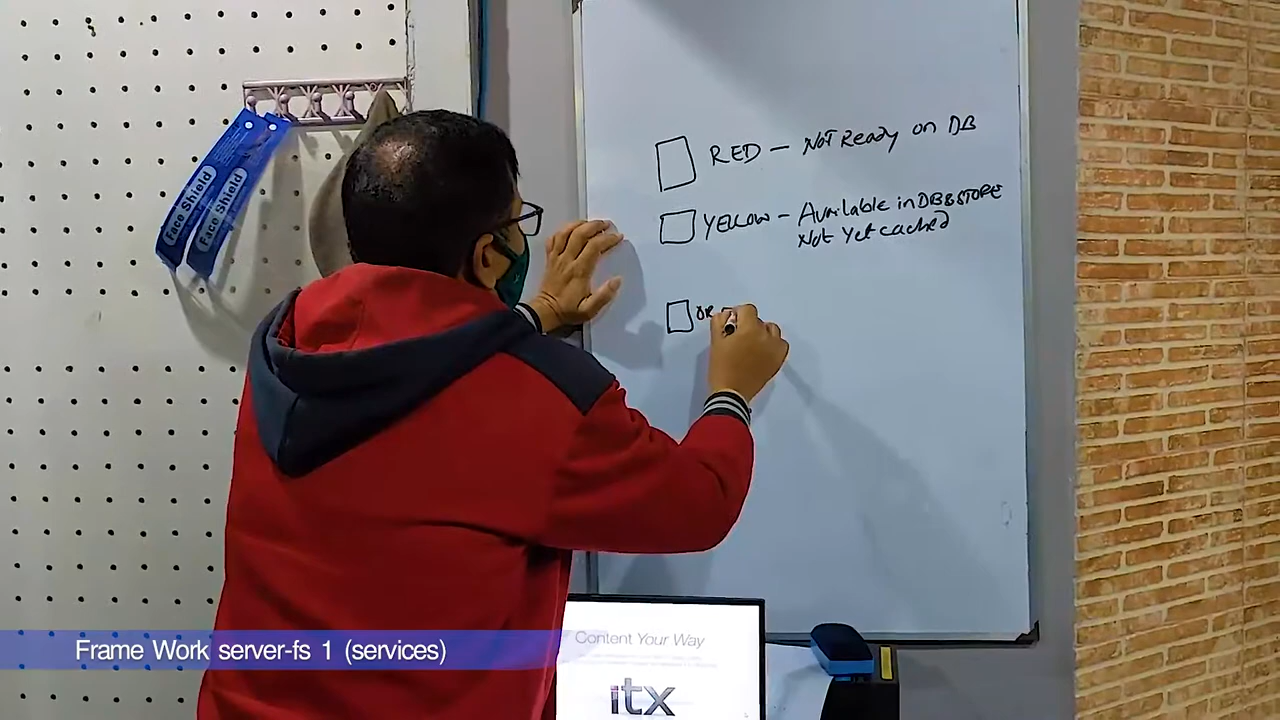 RED - NOT Ready on DB
YELLOW - Available in DB & STORE
Not Yet cached
OR
Face Shield
Face Shield
Frame Work server-fs 1 (services)
Content Your Way
itx